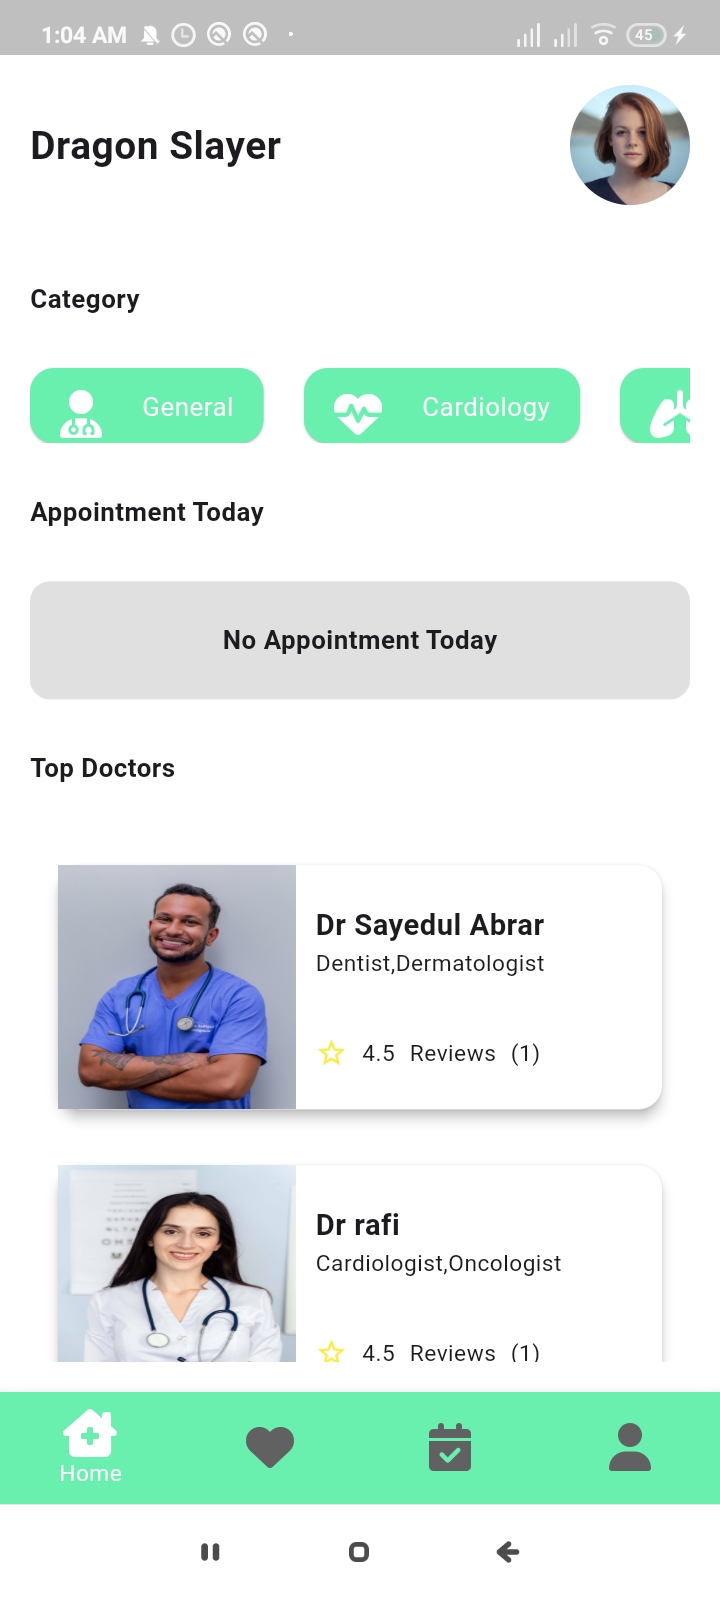 1:04 AM
45
Dragon Slayer
Category
General
Cardiology
Appointment Today
No Appointment Today
Top Doctors
Dr Sayedul Abrar
Dentist,Dermatologist
4.5 Reviews (1)
Dr rafi
Cardiologist,Oncologist
4.5 Reviews (1)
Home